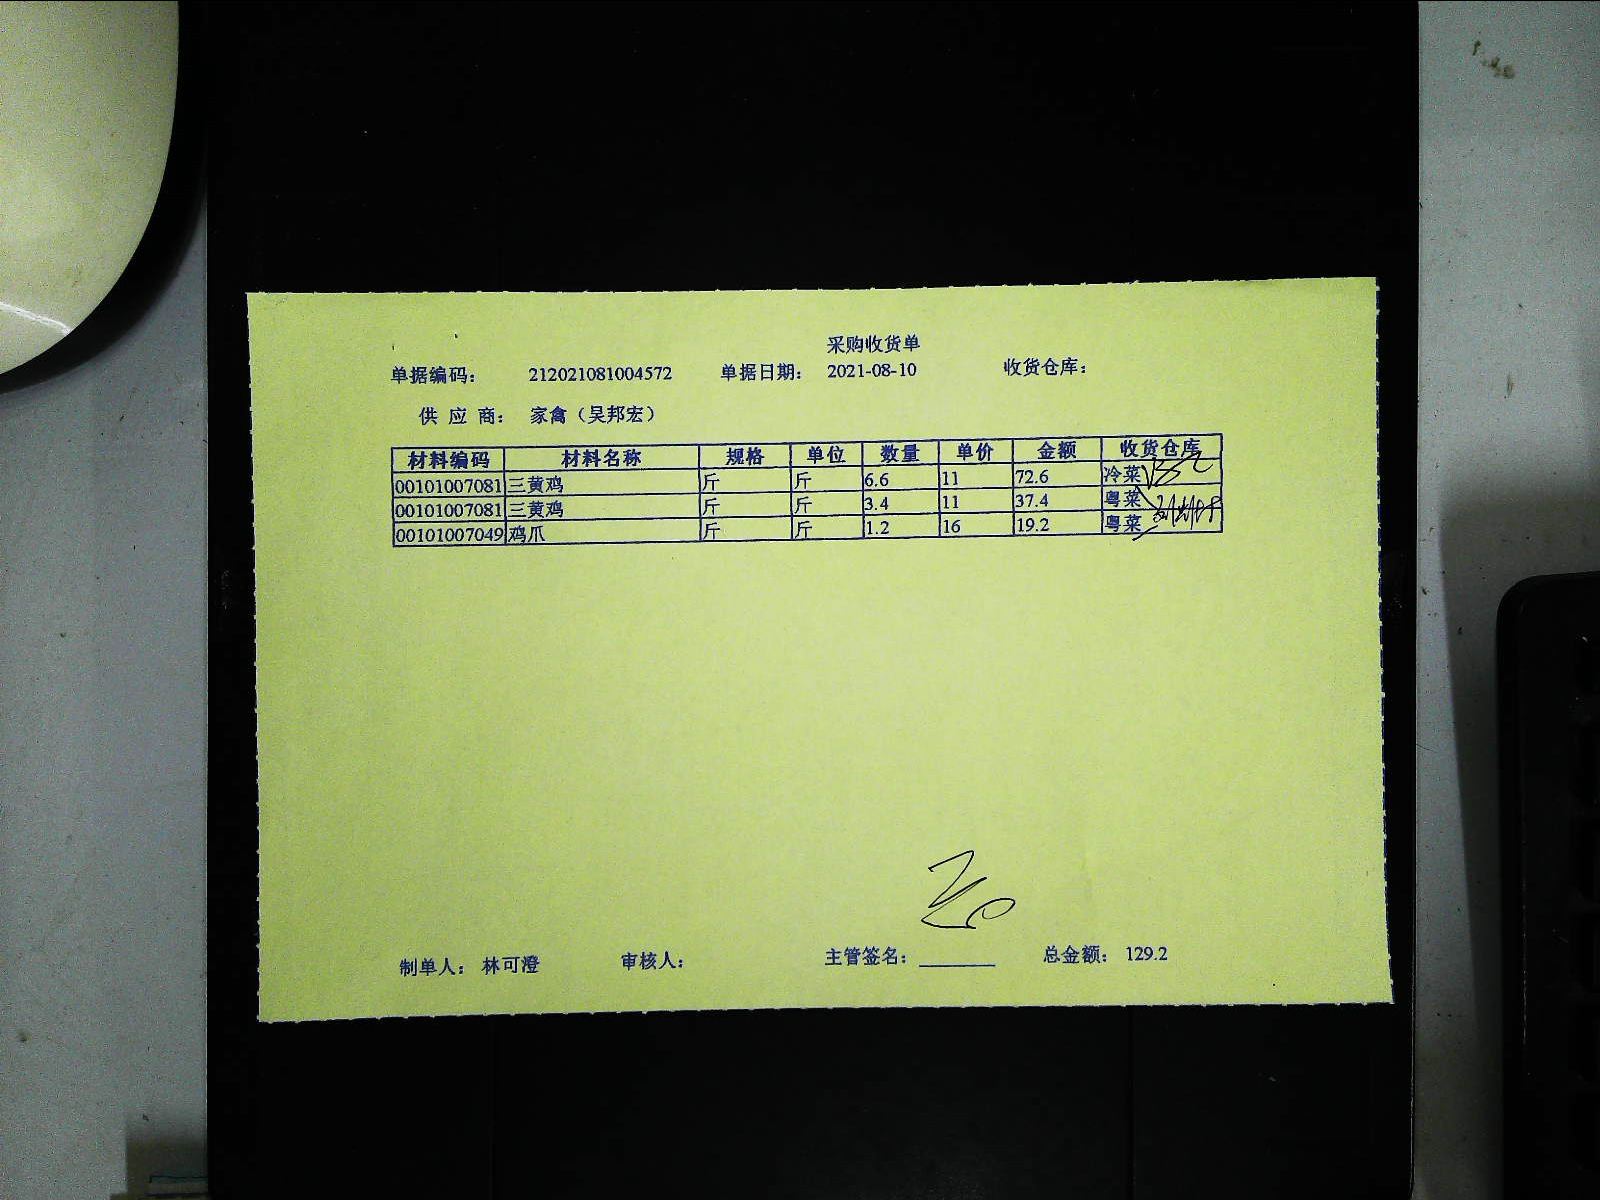 采购收货单
单据编码： 212021081004572 单据日期： 2021-08-10 收货仓库：
供 应 商： 家禽（吴邦宏）
材料编码 材料名称 规格 单位 数量 单价 金额 收货仓库
00101007081 三黄鸡 斤 斤 6.6 11 72.6 冷菜
00101007081 三黄鸡 斤 斤 3.4 11 37.4 粤菜
00101007049 鸡爪 斤 斤 1.2 16 19.2 粤菜
制单人： 林可澄 审核人： 主管签名： ________ 总金额： 129.2